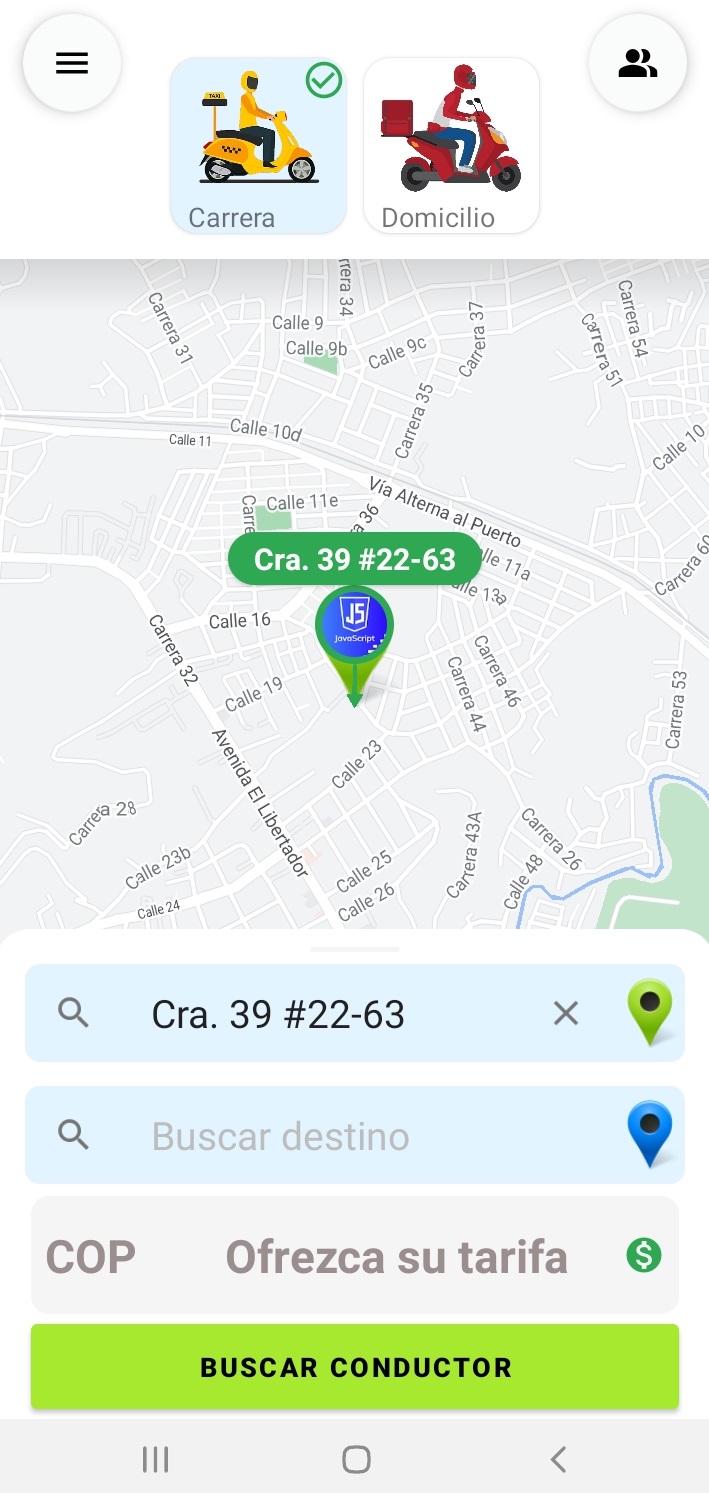 TAXI
Carrera
Domicilio
rrera 34
Carrera 31
Calle 9
Calle 9b
Calle 9c
Carrera 37
Carrera 54
Carrera 51
Carrera 35
Calle 10d
Calle 11
Calle 10
Vía Alterna al Puerto
Calle 11e
Carre
a 36
Cra. 39 #22-63
lle 11a
lle 13a
Carrera 60
JS
JavaScript
Calle 16
Carrera 32
Calle 19
Carrera 44
Carrera 46
Carrera 53
Avenida El Libertador
Calle 23
Carrera 28
Carrera 43A
Carrera 26
Calle 23b
Calle 25
Calle 48
Calle 26
Calle 24
Cra. 39 #22-63
Buscar destino
COP Ofrezca su tarifa
$
BUSCAR CONDUCTOR